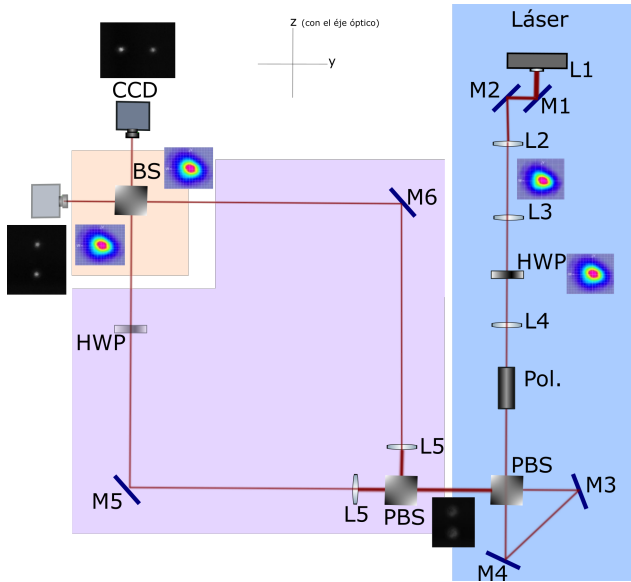 Láser
z (con el éje óptico)
y
L1
M2
M1
CCD
L2
BS
L3
M6
HWP
HWP
L4
Pol.
L5
PBS
M3
M5
L5
PBS
M4